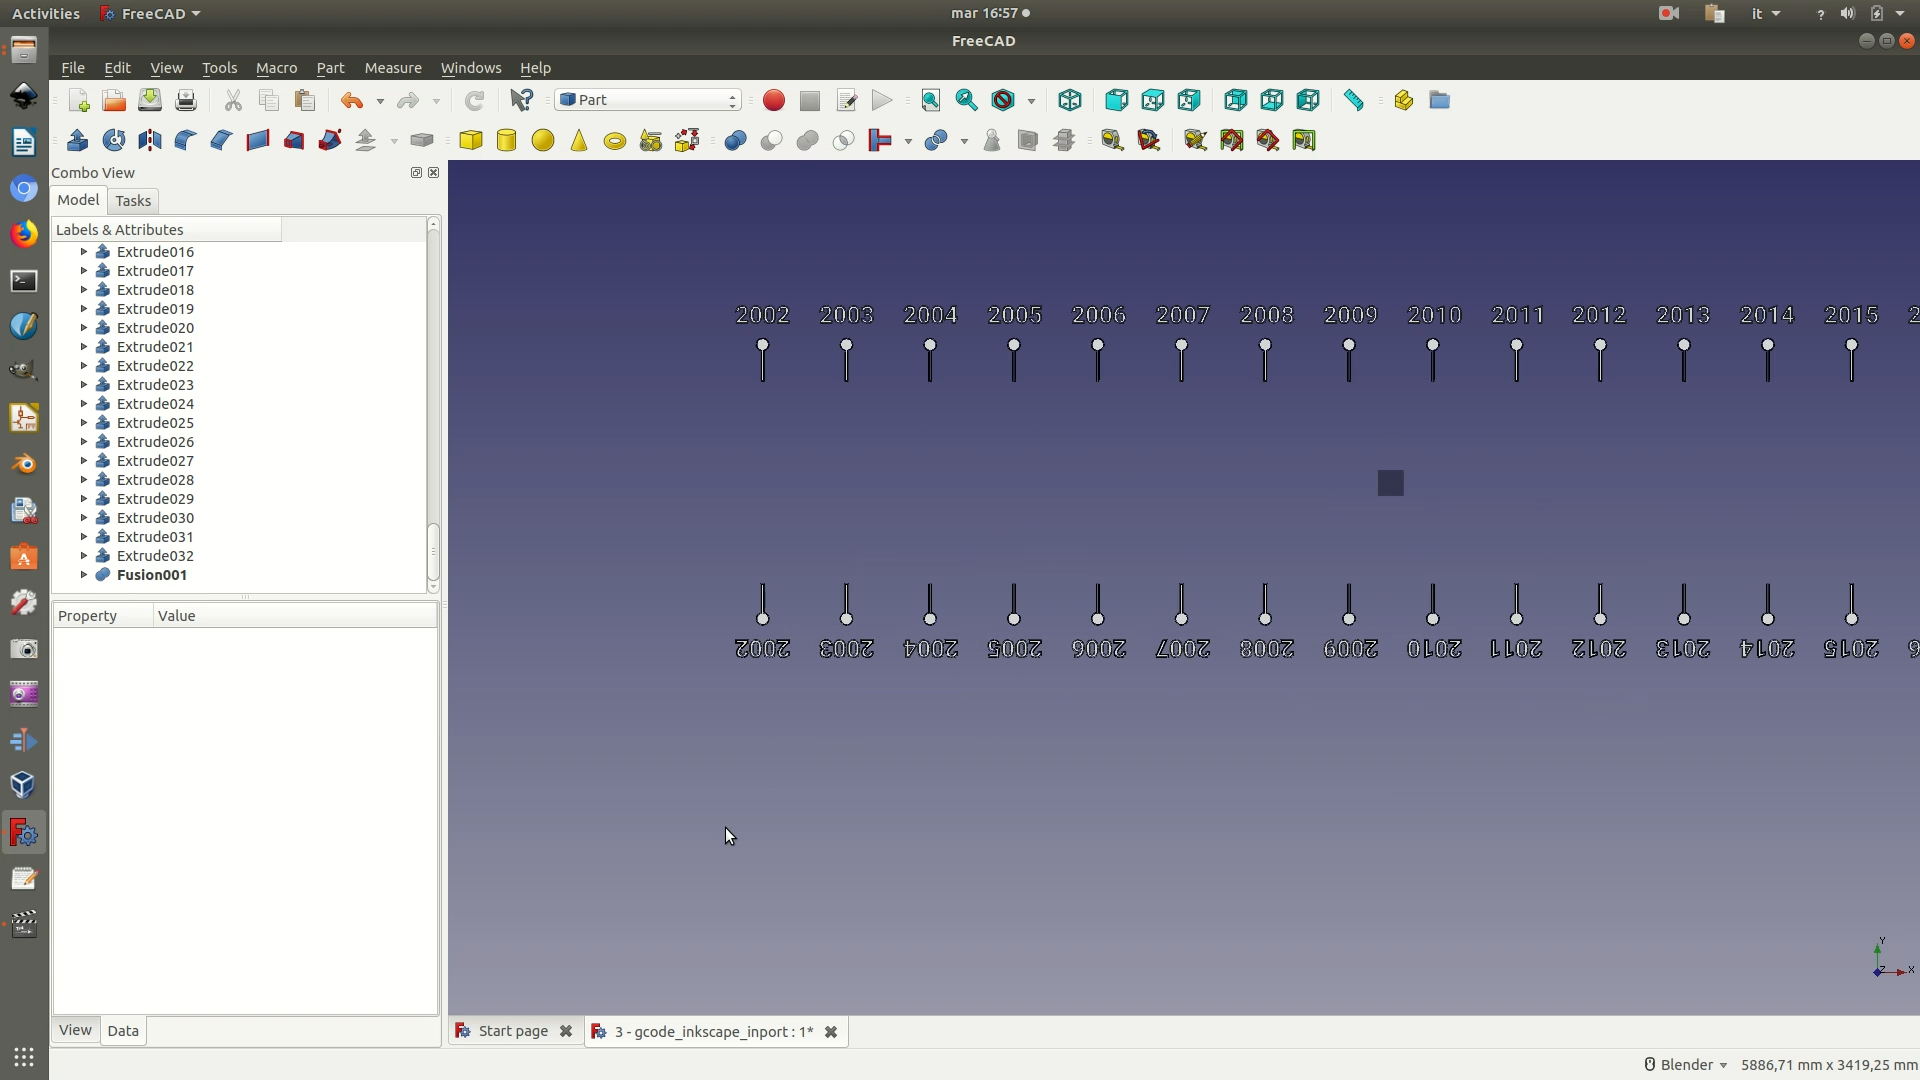 Activities FreeCAD mar 16:57 it ?
FreeCAD
File Edit View Tools Macro Part Measure Windows Help
Part
Combo View
Model Tasks
Labels & Attributes
Extrude016
Extrude017
Extrude018
Extrude019
Extrude020
Extrude021
Extrude022
Extrude023
Extrude024
Extrude025
Extrude026
Extrude027
Extrude028
Extrude029
Extrude030
Extrude031
Extrude032
Fusion001
Property Value
View Data
2002 2003 2004 2005 2006 2007 2008 2009 2010 2011 2012 2013 2014 2015
2002 2003 2004 2005 2006 2007 2008 2009 2010 2011 2012 2013 2014 2015
Y
Z X
Start page 3 - gcode_inkscape_inport : 1*
Blender 5886,71 mm x 3419,25 mm